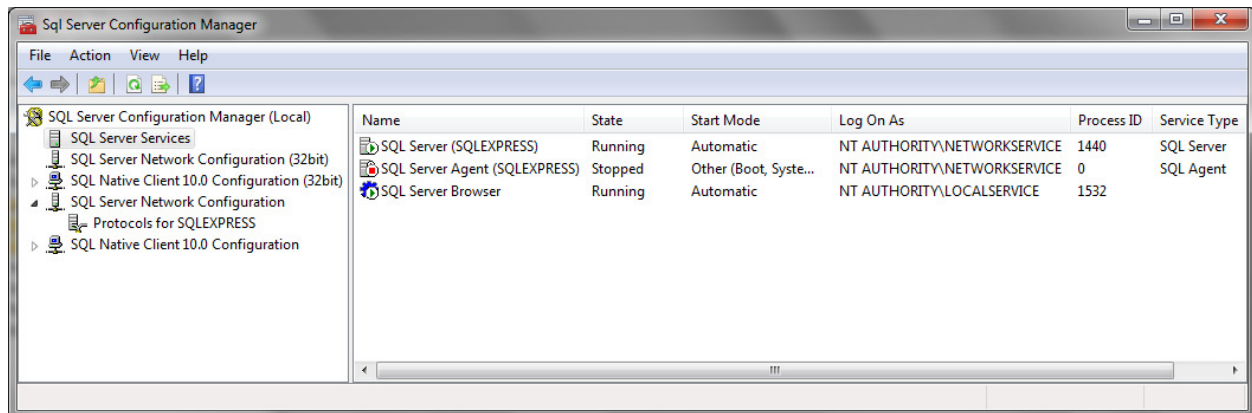 Sql Server Configuration Manager
File Action View Help
SQL Server Configuration Manager (Local)
SQL Server Services
SQL Server Network Configuration (32bit)
SQL Native Client 10.0 Configuration (32bit)
SQL Server Network Configuration
Protocols for SQLEXPRESS
SQL Native Client 10.0 Configuration
Name State Start Mode Log On As Process ID Service Type
SQL Server (SQLEXPRESS) Running Automatic NT AUTHORITY\NETWORKSERVICE 1440 SQL Server
SQL Server Agent (SQLEXPRESS) Stopped Other (Boot, Syste... NT AUTHORITY\NETWORKSERVICE 0 SQL Agent
SQL Server Browser Running Automatic NT AUTHORITY\LOCALSERVICE 1532